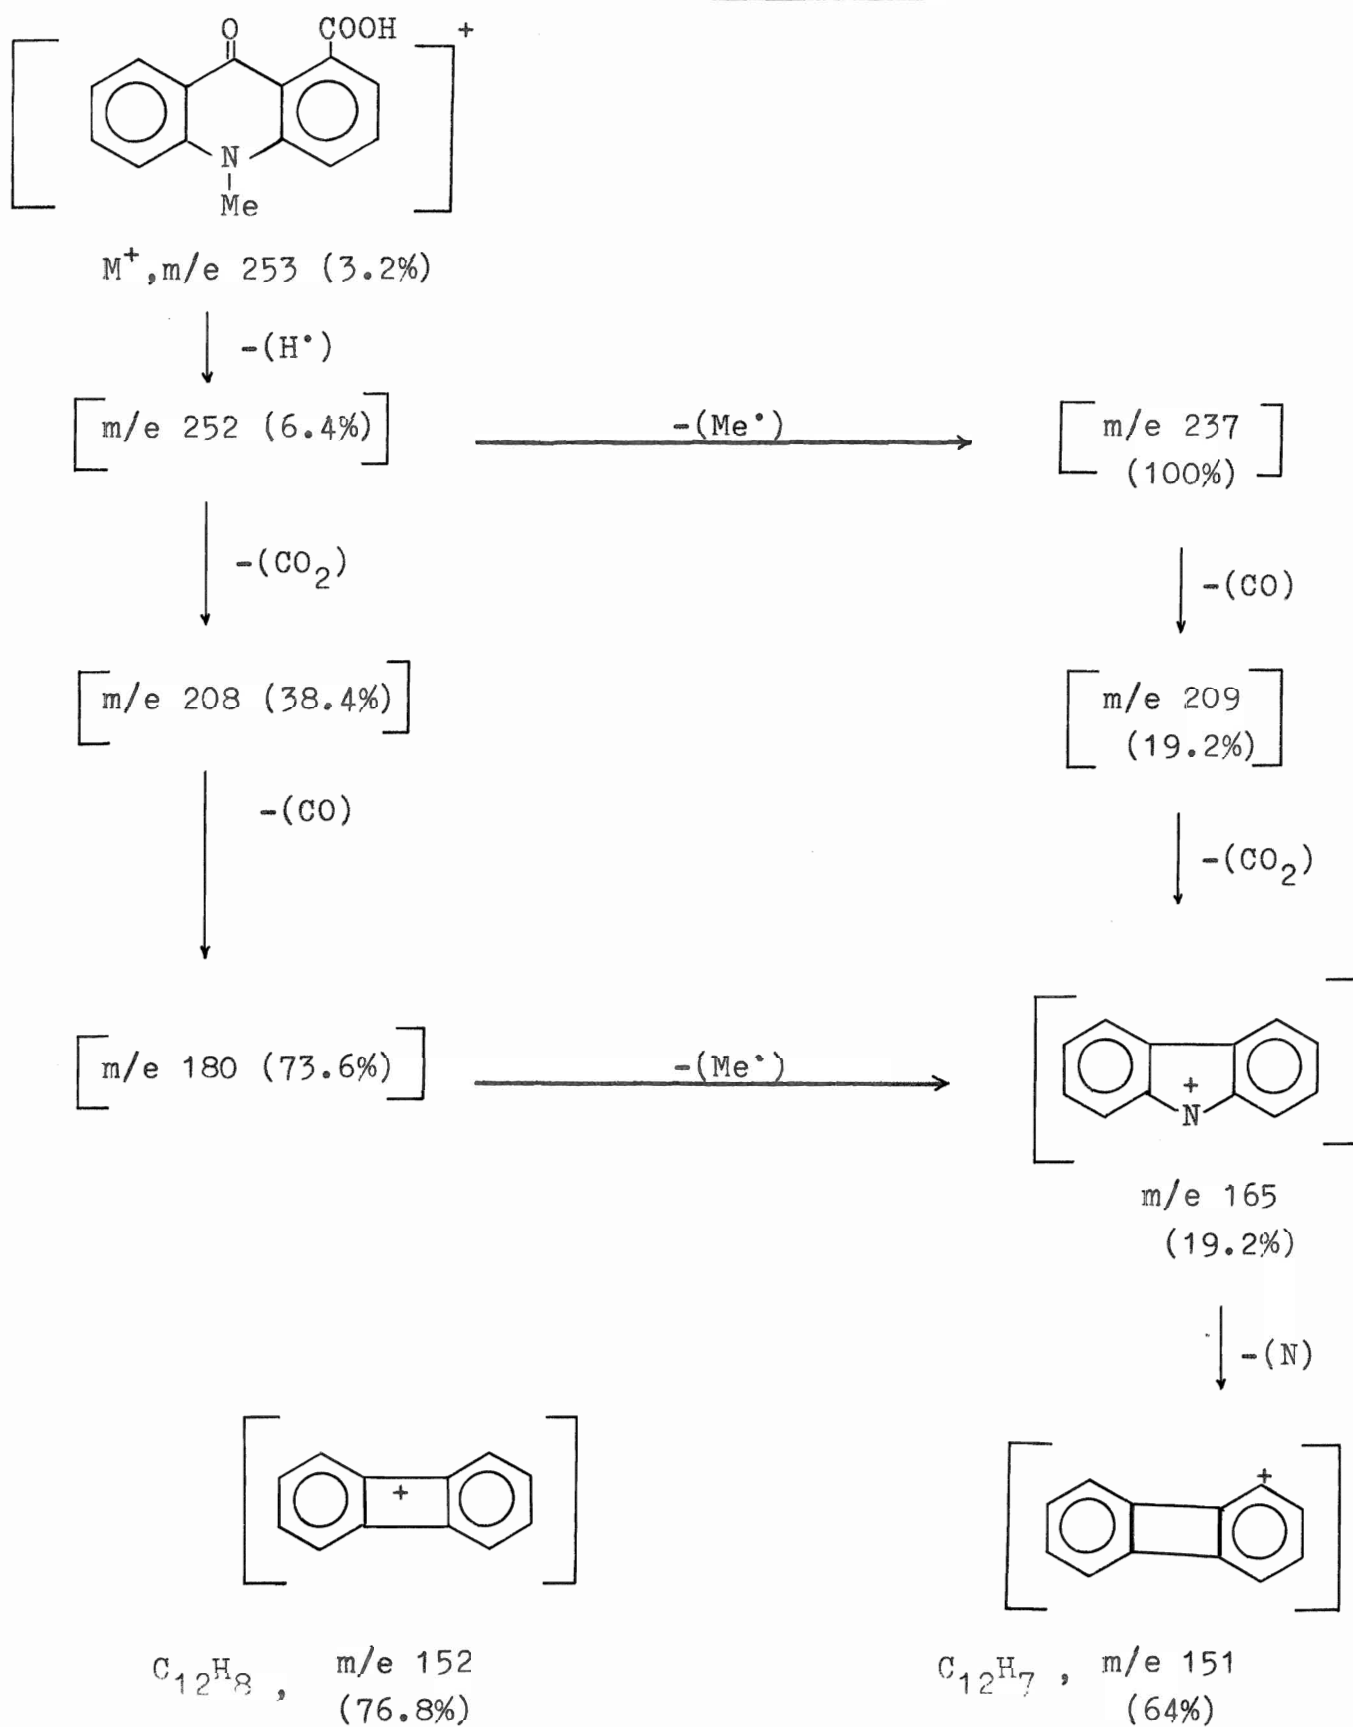 O COOH +
N
Me
M⁺,m/e 253 (3.2%)
-(H•)
m/e 252 (6.4%) -(Me•) m/e 237
(100%)
-(CO₂) -(CO)
m/e 208 (38.4%) m/e 209
(19.2%)
-(CO) -(CO₂)
m/e 180 (73.6%) -(Me•)
+
N
m/e 165
(19.2%)
-(N)
+ +
C₁₂H₈ , m/e 152 C₁₂H₇ , m/e 151
(76.8%) (64%)